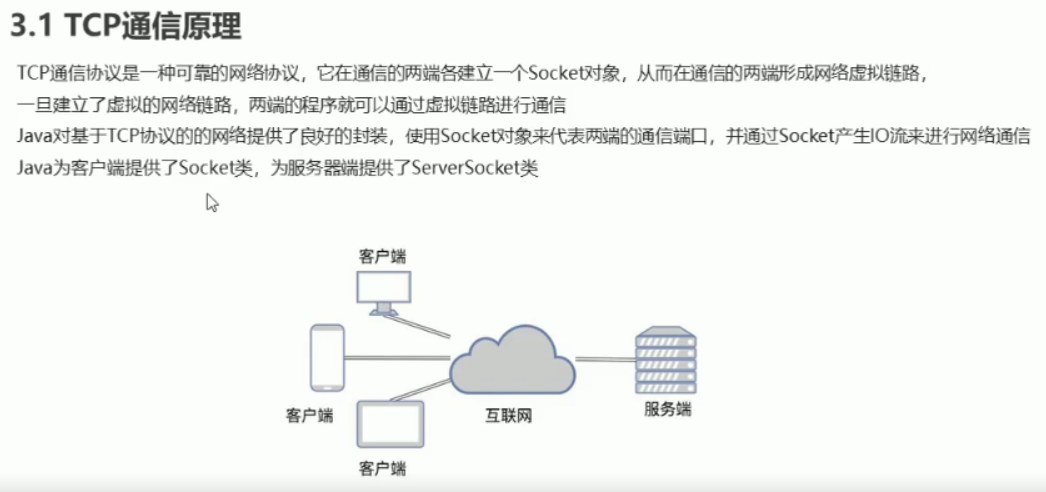 3.1 TCP通信原理
TCP通信协议是一种可靠的网络协议，它在通信的两端各建立一个Socket对象，从而在通信的两端形成网络虚拟链路，
一旦建立了虚拟的网络链路，两端的程序就可以通过虚拟链路进行通信
Java对基于TCP协议的的网络提供了良好的封装，使用Socket对象来代表两端的通信端口，并通过Socket产生IO流来进行网络通信
Java为客户端提供了Socket类，为服务器端提供了ServerSocket类
客户端
客户端
互联网
服务端
客户端